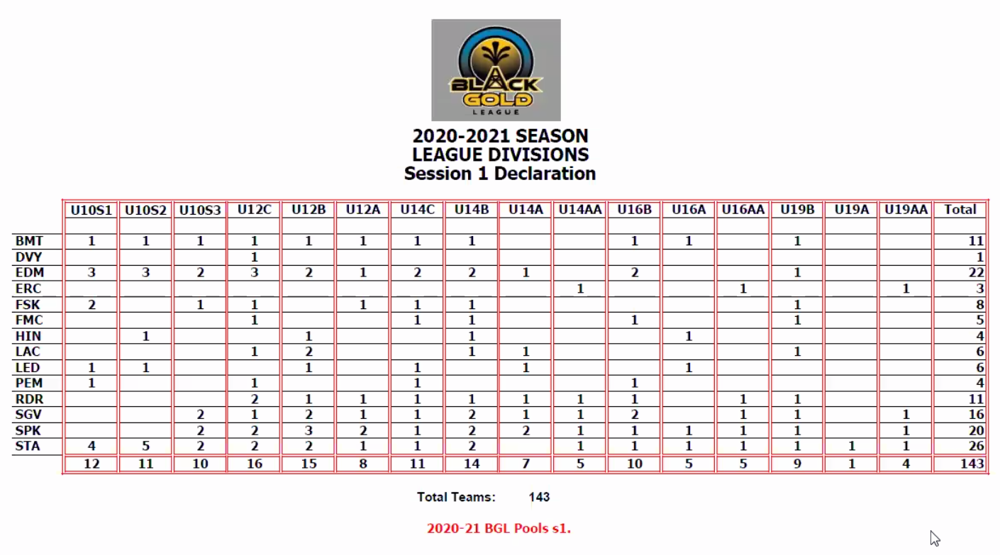 BLACK
GOLD
LEAGUE
2020-2021 SEASON
LEAGUE DIVISIONS
Session 1 Declaration
U10S1 U10S2 U10S3 U12C U12B U12A U14C U14B U14A U14AA U16B U16A U16AA U19B U19A U19AA Total
BMT 1 1 1 1 1 1 1 1 1 1 1 11
DVY 1 1
EDM 3 3 2 3 2 1 2 2 1 2 1 22
ERC 1 1 1 3
FSK 2 1 1 1 1 1 1 8
FMC 1 1 1 1 1 5
HIN 1 1 1 1 4
LAC 1 2 1 1 1 6
LED 1 1 1 1 1 1 6
PEM 1 1 1 1 4
RDR 2 1 1 1 1 1 1 1 1 1 11
SGV 2 1 2 1 1 2 1 1 2 1 1 1 16
SPK 2 2 3 2 1 2 2 1 1 1 1 1 1 20
STA 4 5 2 2 2 1 1 2 1 1 1 1 1 1 1 26
12 11 10 16 15 8 11 14 7 5 10 5 5 9 1 4 143
Total Teams: 143
2020-21 BGL Pools s1.